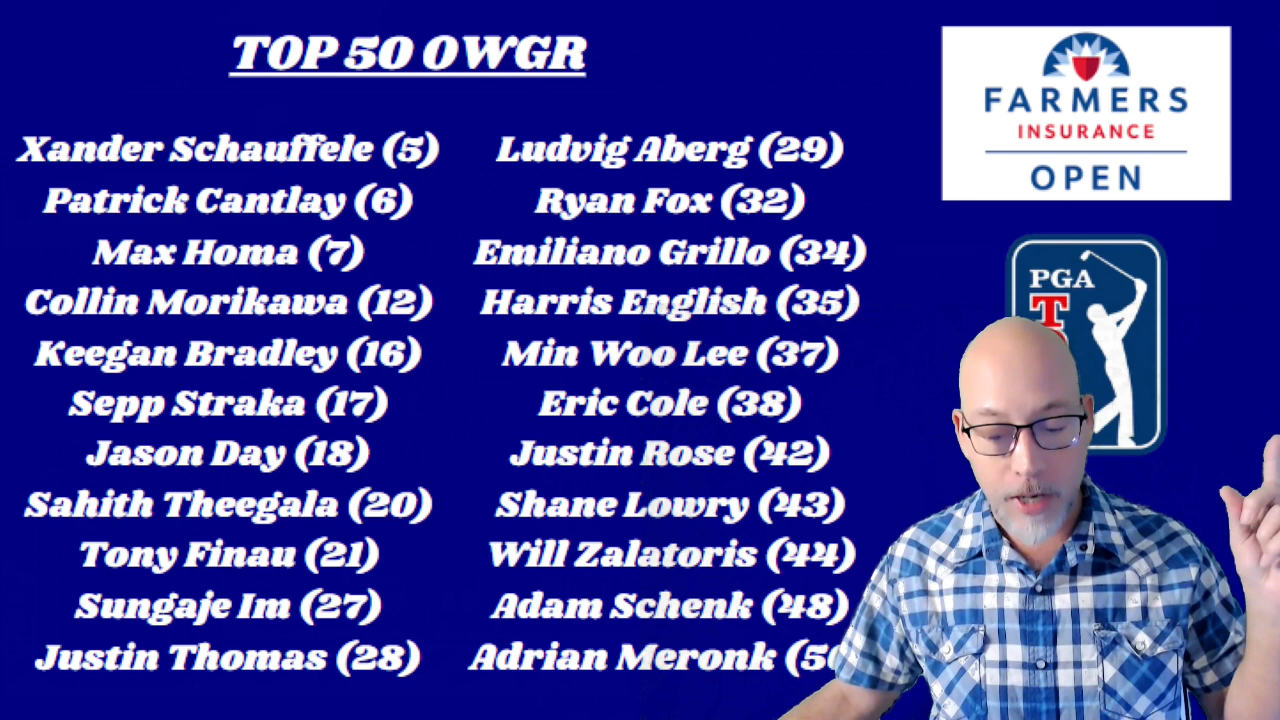 TOP 50 OWGR
Xander Schauffele (5)
Patrick Cantlay (6)
Max Homa (7)
Collin Morikawa (12)
Keegan Bradley (16)
Sepp Straka (17)
Jason Day (18)
Sahith Theegala (20)
Tony Finau (21)
Sungaje Im (27)
Justin Thomas (28)
Ludvig Aberg (29)
Ryan Fox (32)
Emiliano Grillo (34)
Harris English (35)
Min Woo Lee (37)
Eric Cole (38)
Justin Rose (42)
Shane Lowry (43)
Will Zalatoris (44)
Adam Schenk (48)
Adrian Meronk
FARMERS
INSURANCE
OPEN
PGA